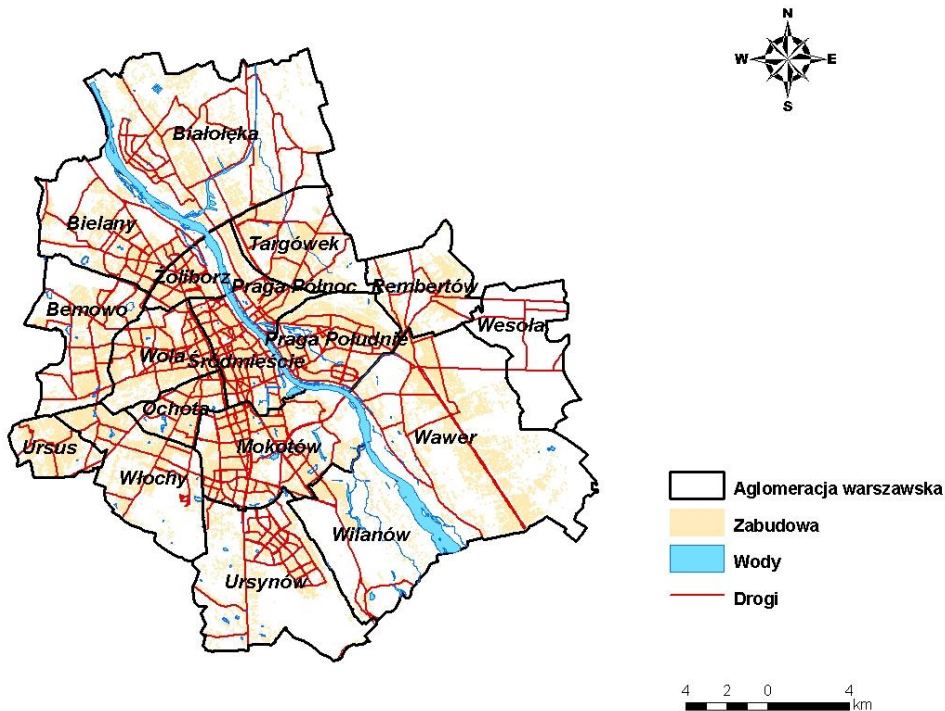 N
W E
S
Białołęka
Bielany
Targówek
Żoliborz
Praga Północ
Rembertów
Bemowo
Wesoła
Praga Południe
Wola
Śródmieście
Ochota
Wawer
Ursus
Mokotów
Włochy
Wilanów
Ursynów
Aglomeracja warszawska
Zabudowa
Wody
Drogi
4 2 0 4
km